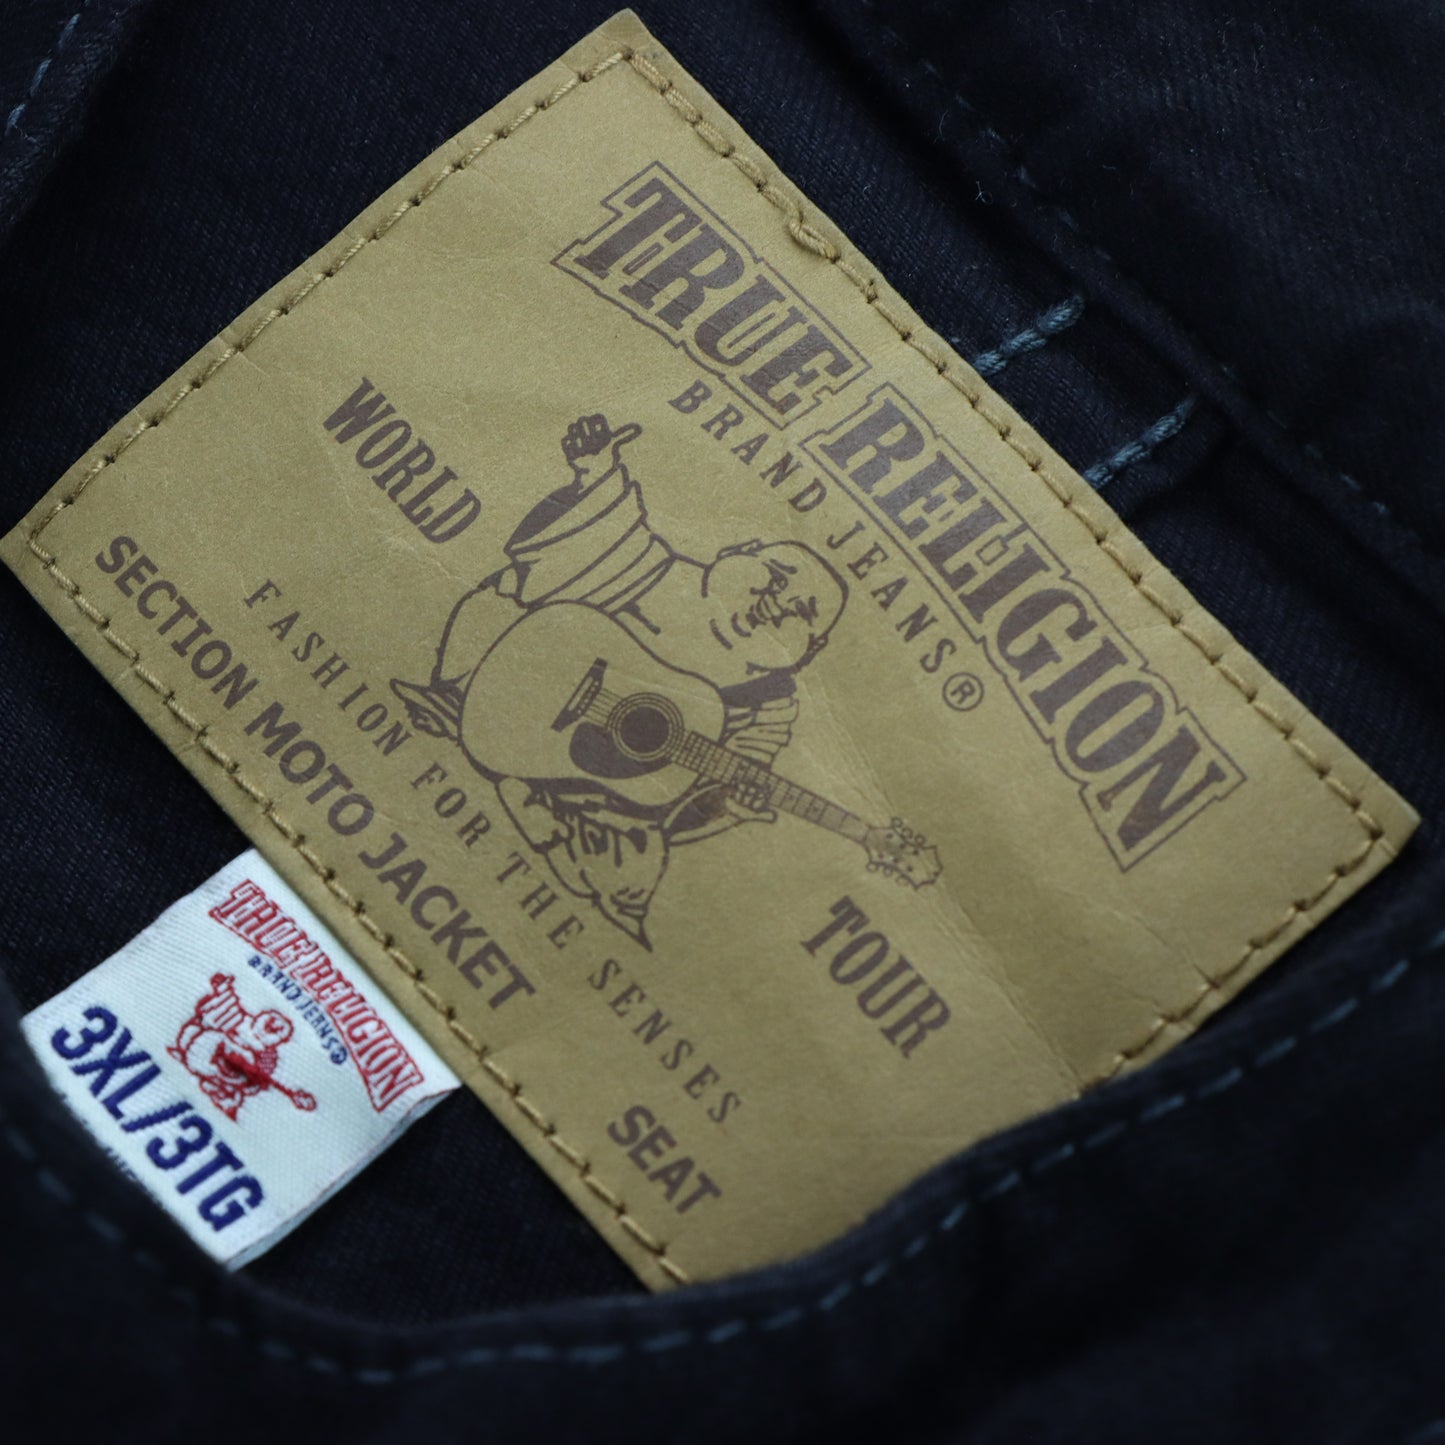 TRUE RELIGION
BRAND JEANS®
WORLD TOUR
FASHION FOR THE SENSES
SECTION MOTO JACKET SEAT
TRUE RELIGION
BRAND JEANS®
3XL/3TG